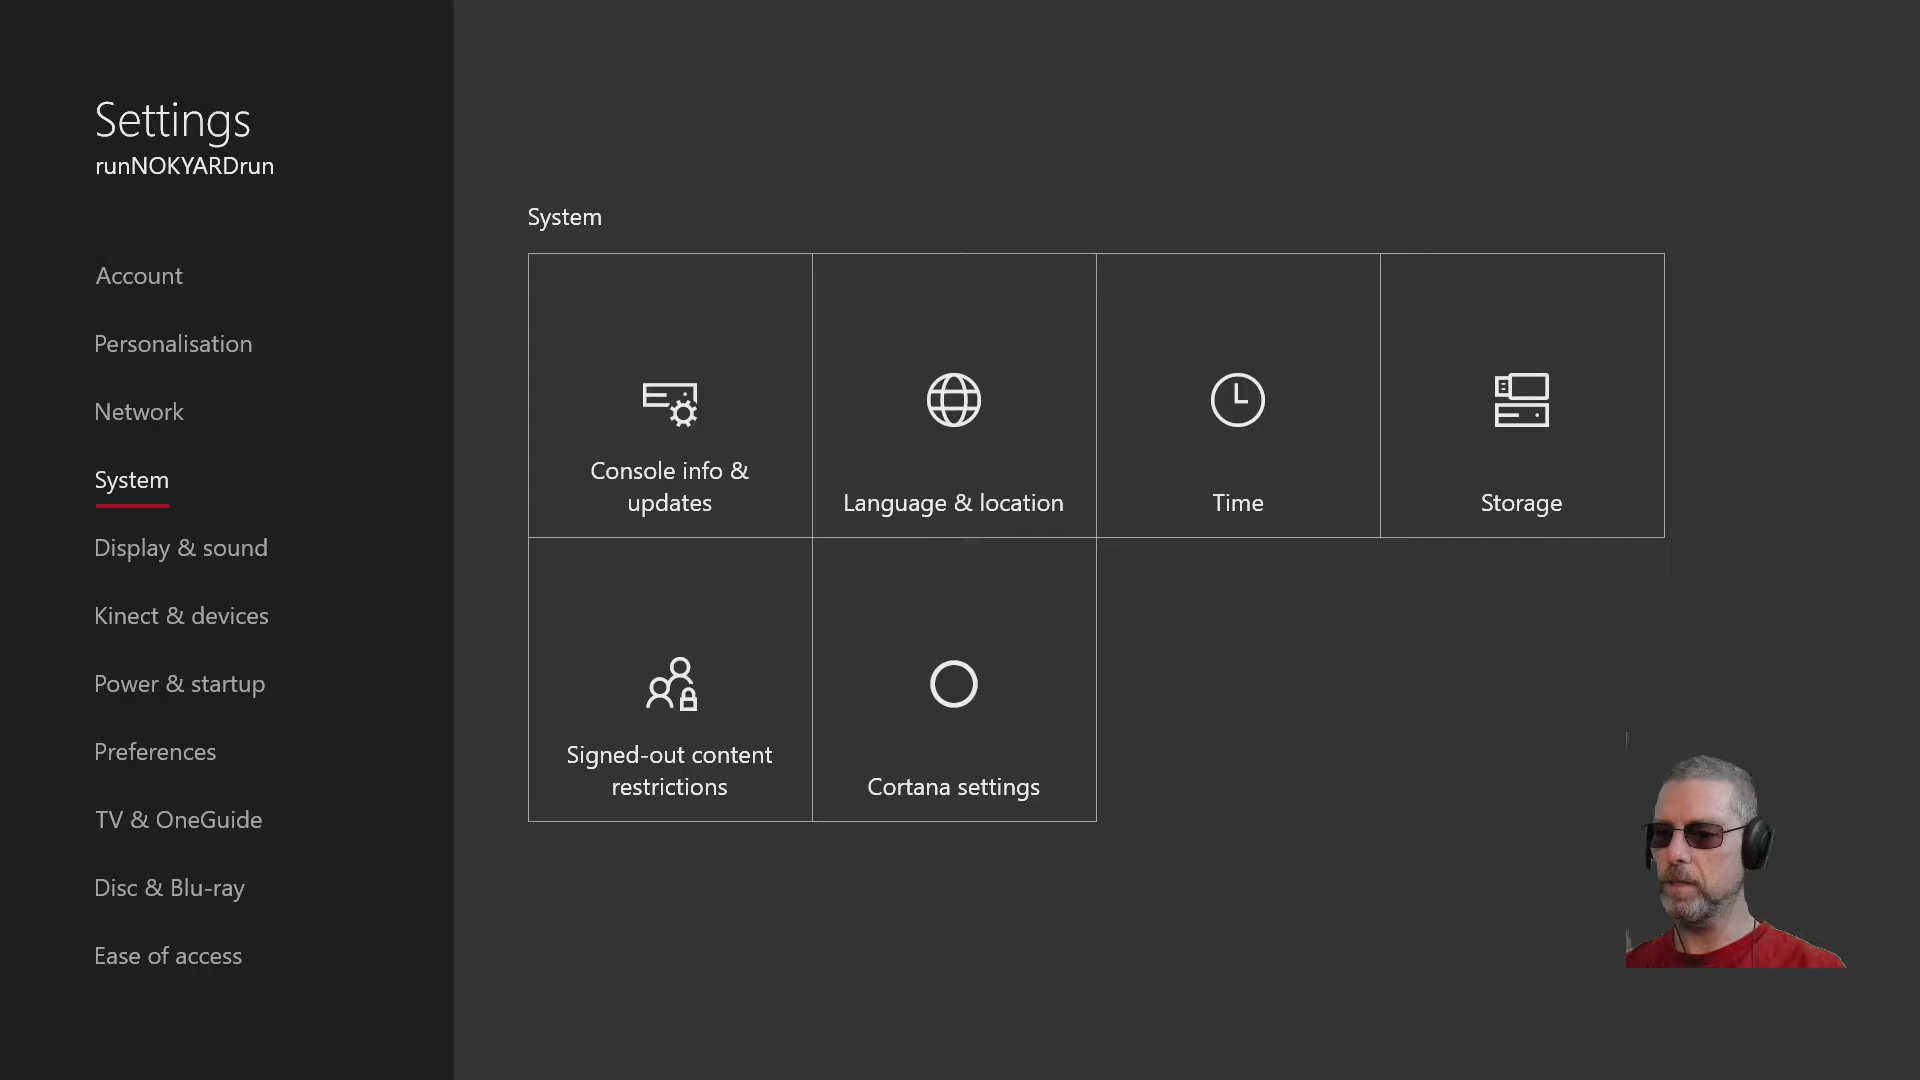 Settings
runNOKYARDrun
Account
Personalisation
Network
System
Display & sound
Kinect & devices
Power & startup
Preferences
TV & OneGuide
Disc & Blu-ray
Ease of access
System
Console info &
updates
Language & location
Time
Storage
Signed-out content
restrictions
Cortana settings